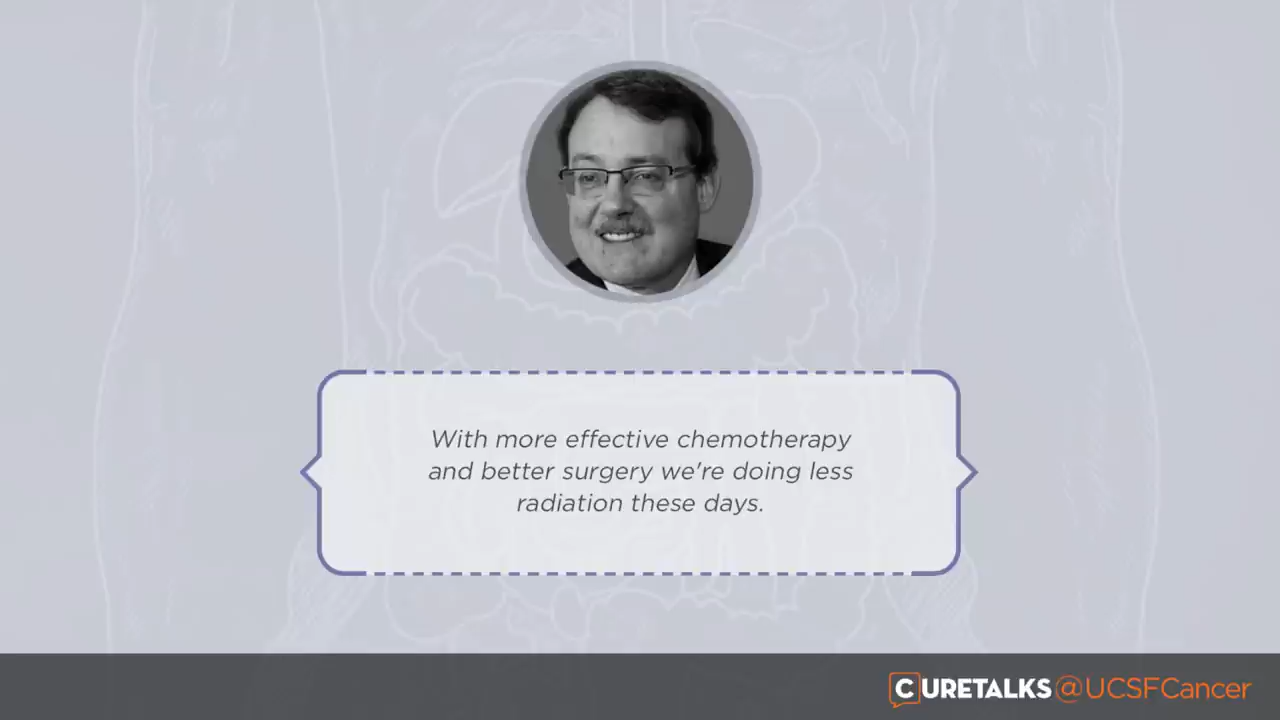 With more effective chemotherapy
and better surgery we're doing less
radiation these days.
CURETALKS@UCSFCancer